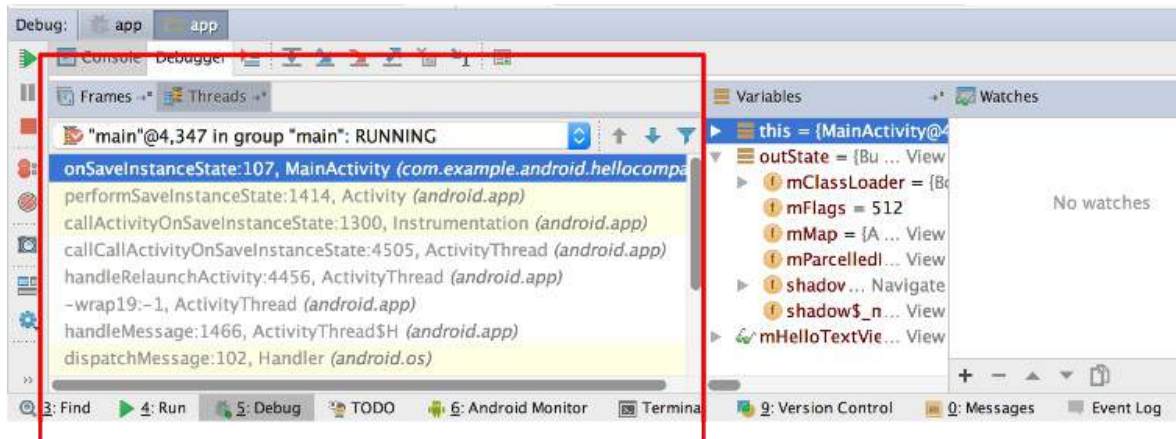 Debug: app app
Console Debugger
Frames Threads
Variables
Watches
"main"@4,347 in group "main": RUNNING
onSaveInstanceState:107, MainActivity (com.example.android.hellocompa
performSaveInstanceState:1414, Activity (android.app)
callActivityOnSaveInstanceState:1300, Instrumentation (android.app)
callCallActivityOnSaveInstanceState:4505, ActivityThread (android.app)
handleRelaunchActivity:4456, ActivityThread (android.app)
-wrap19:-1, ActivityThread (android.app)
handleMessage:1466, ActivityThread$H (android.app)
dispatchMessage:102, Handler (android.os)
this = {MainActivity@4
outState = {Bu ... View
mClassLoader = {Bo
mFlags = 512
mMap = {A ... View
mParcelledI... View
shadov... Navigate
shadow$_n... View
mHelloTextVie... View
No watches
3: Find 4: Run 5: Debug TODO 6: Android Monitor Termina 9: Version Control 0: Messages Event Log